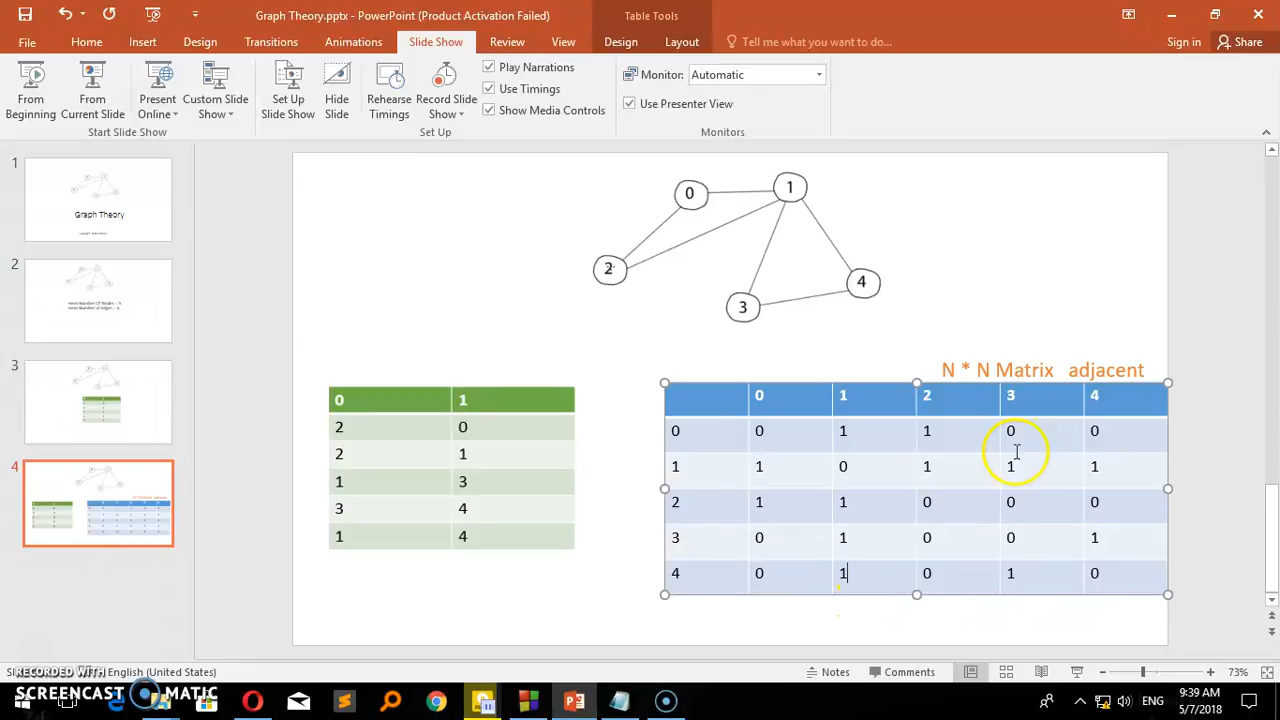 Graph Theory.pptx - PowerPoint (Product Activation Failed)
Table Tools
File Home Insert Design Transitions Animations Slide Show Review View Design Layout Tell me what you want to do... Sign in Share
From Beginning
From Current Slide
Present Online
Custom Slide Show
Set Up Slide Show
Hide Slide
Rehearse Timings
Record Slide Show
Play Narrations
Use Timings
Show Media Controls
Monitor: Automatic
Use Presenter View
Start Slide Show
Set Up
Monitors
1
Graph Theory
2
3
4
0 1
2
3 4
N * N Matrix adjacent
0 1
2 0
2 1
1 3
3 4
1 4
0 1 2 3 4
0 0 1 1 0 0
1 1 0 1 1 1
2 1 1 0 0 0
3 0 1 0 0 1
4 0 1 0 1 0
English (United States)
Notes
Comments
73%
RECORDED WITH
SCREENCAST MATIC
ENG
9:39 AM
5/7/2018